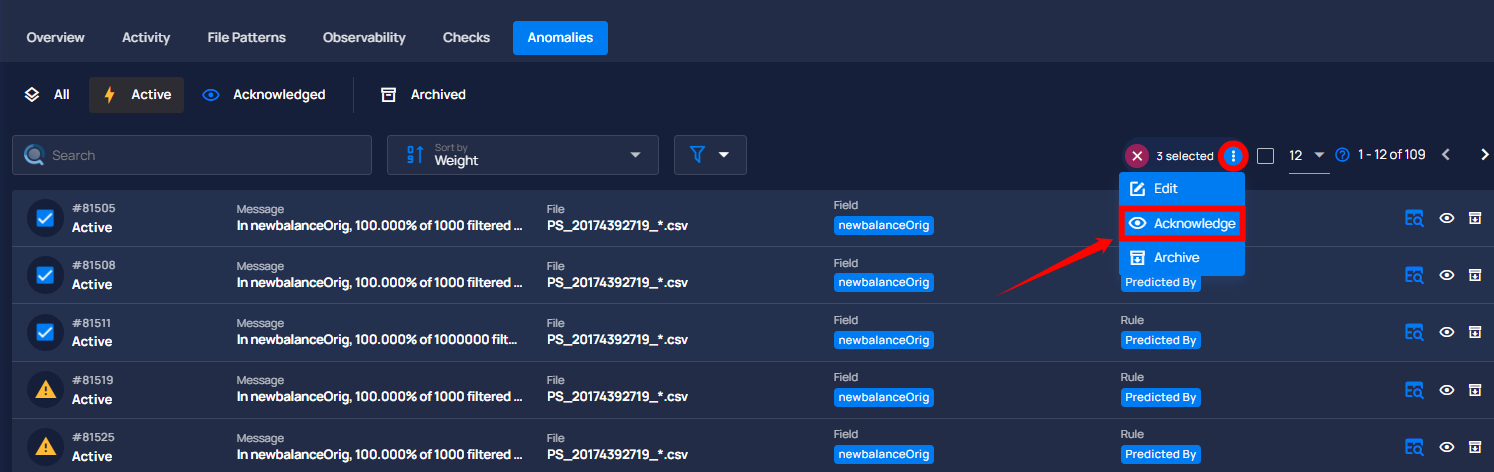 Overview Activity File Patterns Observability Checks Anomalies
All Active Acknowledged Archived
Search
Sort by
Weight
3 selected 12 1 - 12 of 109
Edit
Acknowledge
Archive
#81505 Message File Field
Active In newbalanceOrig, 100.000% of 1000 filtered ... PS_20174392719_*.csv newbalanceOrig
#81508 Message File Field
Active In newbalanceOrig, 100.000% of 1000 filtered ... PS_20174392719_*.csv newbalanceOrig Predicted By
#81511 Message File Field Rule
Active In newbalanceOrig, 100.000% of 1000000 filt... PS_20174392719_*.csv newbalanceOrig Predicted By
#81519 Message File Field Rule
Active In newbalanceOrig, 100.000% of 1000 filtered ... PS_20174392719_*.csv newbalanceOrig Predicted By
#81525 Message File Field Rule
Active In newbalanceOrig, 100.000% of 1000 filtered ... PS_20174392719_*.csv newbalanceOrig Predicted By